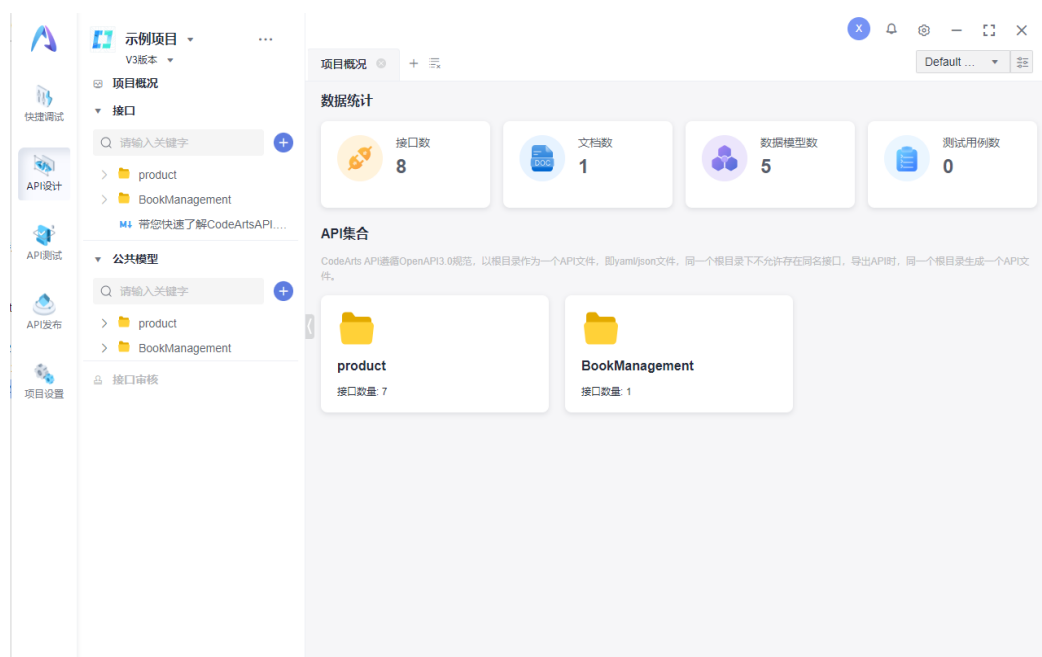 X
示例项目
V3版本
项目概况
Default ...
快捷调试
API设计
API测试
API发布
项目设置
项目概况
接口
请输入关键字
product
BookManagement
M↓ 带您快速了解CodeArtsAPI....
公共模型
请输入关键字
product
BookManagement
接口审核
数据统计
接口数
8
DOC
文档数
1
数据模型数
5
测试用例数
0
API集合
CodeArts API遵循OpenAPI3.0规范，以根目录作为一个API文件，即yaml/json文件，同一个根目录下不允许存在同名接口，导出API时，同一个根目录生成一个API文
件。
product
接口数量: 7
BookManagement
接口数量: 1